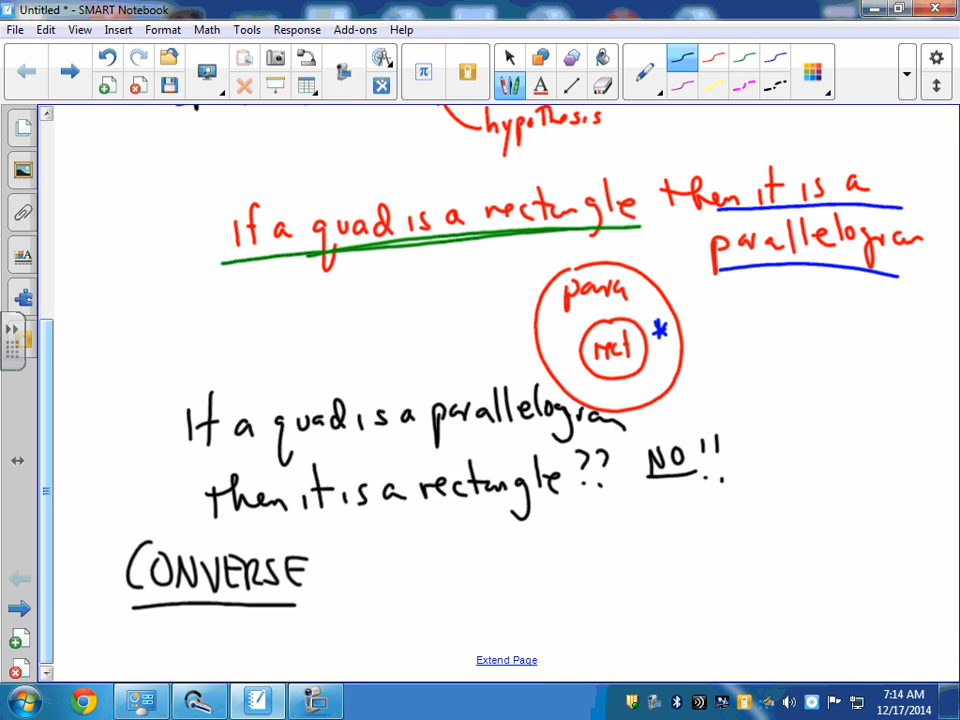 Untitled * - SMART Notebook
File Edit View Insert Format Math Tools Response Add-ons Help
hypothesis
if a quad is a rectangle then it is a
parallelogram
para
rect *
If a quad is a parallelogram
then it is a rectangle?? NO!!
CONVERSE
Extend Page
7:14 AM
12/17/2014